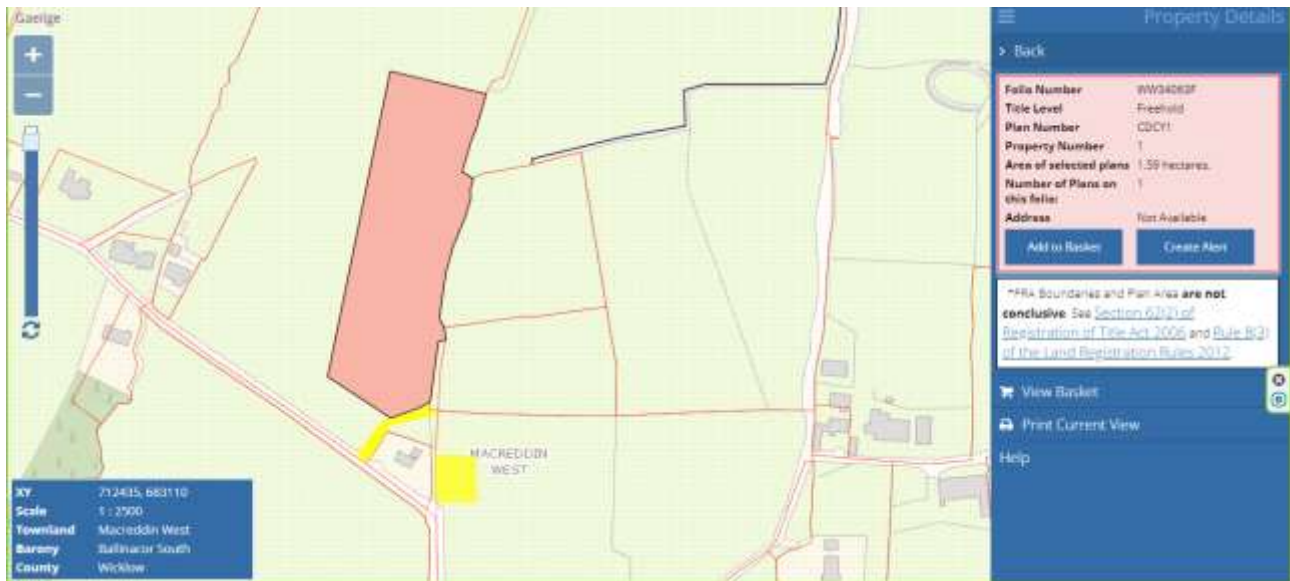 Gaeilge
Property Details
Back
Folio Number WW34063F
Title Level Freehold
Plan Number CDCY1
Property Number 1
Area of selected plans 1.59 hectares.
Number of Plans on 1
this folio:
Address Not Available
Add to Basket Create Alert
*PRA Boundaries and Plan Area are not
conclusive. See Section 62(2) of
Registration of Title Act 2006 and Rule 8(3)
of the Land Registration Rules 2012.
View Basket
Print Current View
Help
MACREDDIN
WEST
XY 712435, 683110
Scale 1 : 2500
Townland Macreddin West
Barony Ballinacor South
County Wicklow